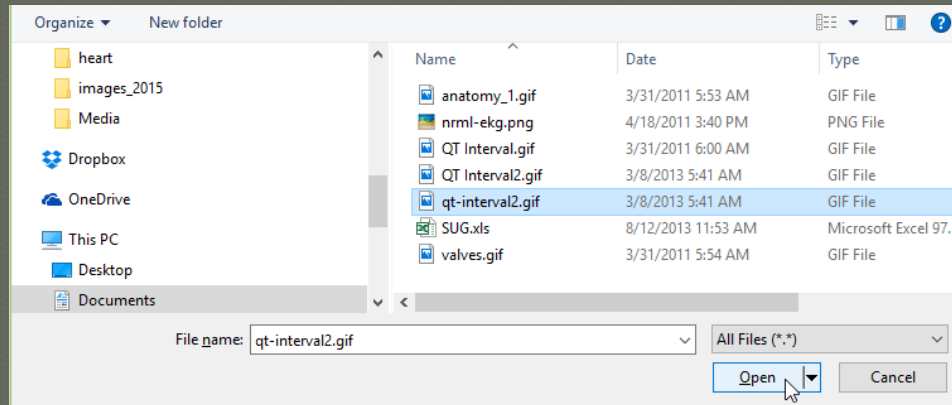 Organize New folder
heart
images_2015
Media
Dropbox
OneDrive
This PC
Desktop
Documents
Name Date Type
anatomy_1.gif 3/31/2011 5:53 AM GIF File
nrml-ekg.png 4/18/2011 3:40 PM PNG File
QT Interval.gif 3/31/2011 6:00 AM GIF File
QT Interval2.gif 3/8/2013 5:41 AM GIF File
qt-interval2.gif 3/8/2013 5:41 AM GIF File
SUG.xls 8/12/2013 11:53 AM Microsoft Excel 97.
valves.gif 3/31/2011 5:54 AM GIF File
File name: qt-interval2.gif All Files (*.*)
Open Cancel